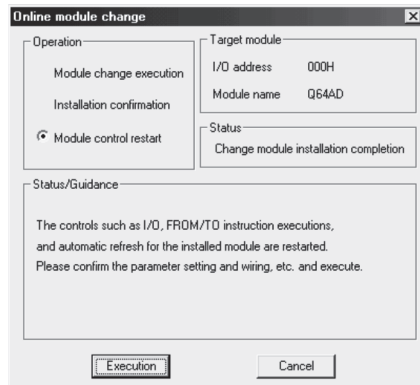 Online module change
Operation
Module change execution
Installation confirmation
Module control restart
Target module
I/O address 000H
Module name Q64AD
Status
Change module installation completion
Status/Guidance
The controls such as I/O, FROM/TO instruction executions,
and automatic refresh for the installed module are restarted.
Please confirm the parameter setting and wiring, etc. and execute.
Execution
Cancel